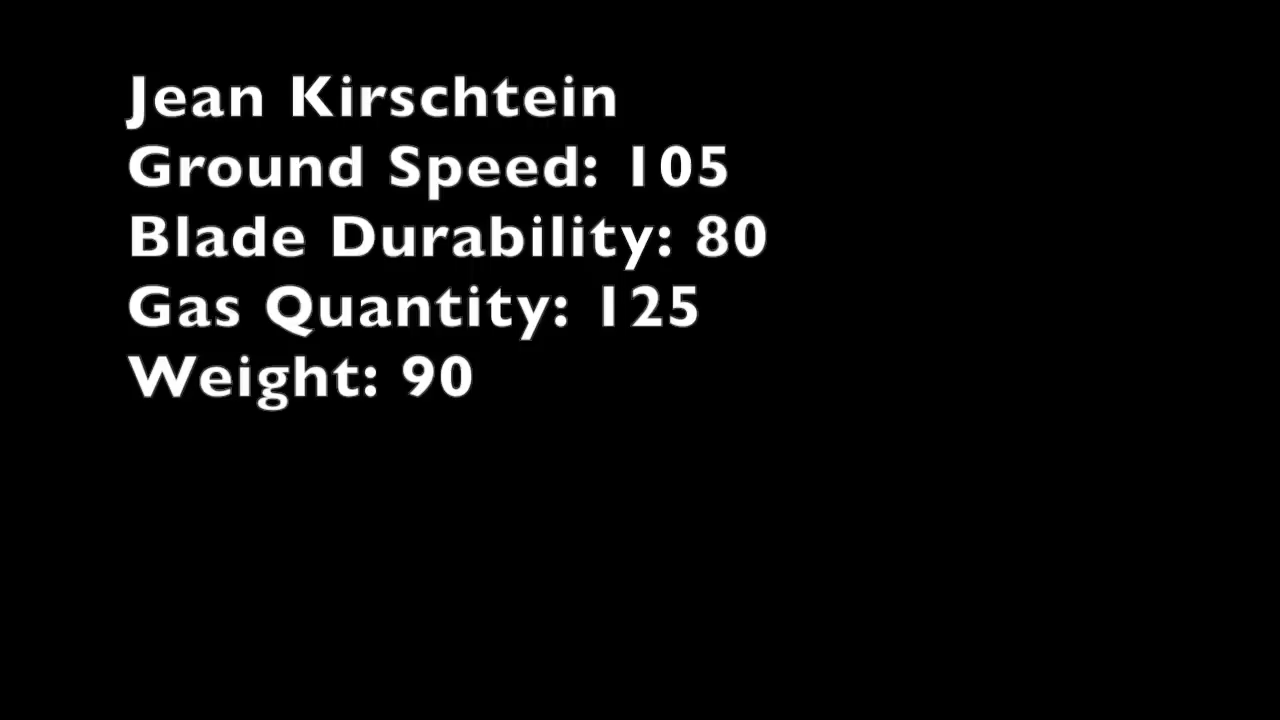 Jean Kirschtein
Ground Speed: 105
Blade Durability: 80
Gas Quantity: 125
Weight: 90